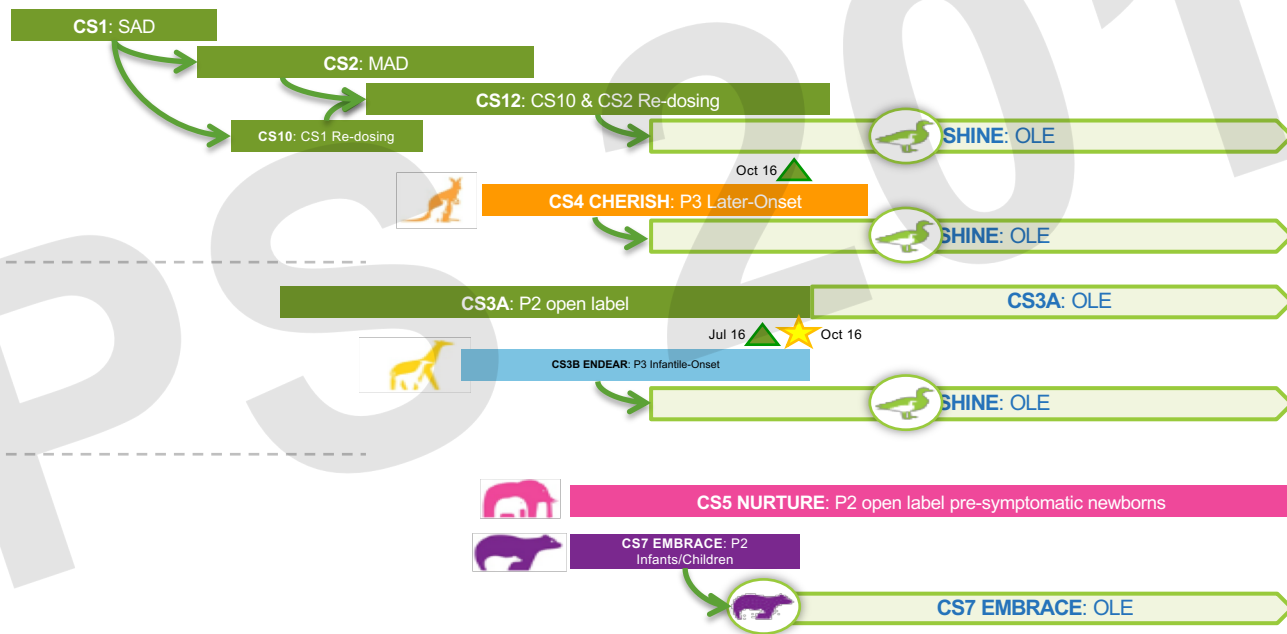 CS1: SAD
CS2: MAD
CS12: CS10 & CS2 Re-dosing
CS10: CS1 Re-dosing
SHINE: OLE
Oct 16
CS4 CHERISH: P3 Later-Onset
SHINE: OLE
CS3A: P2 open label
CS3A: OLE
Jul 16
Oct 16
CS3B ENDEAR: P3 Infantile-Onset
SHINE: OLE
CS5 NURTURE: P2 open label pre-symptomatic newborns
CS7 EMBRACE: P2
Infants/Children
CS7 EMBRACE: OLE
PS 201